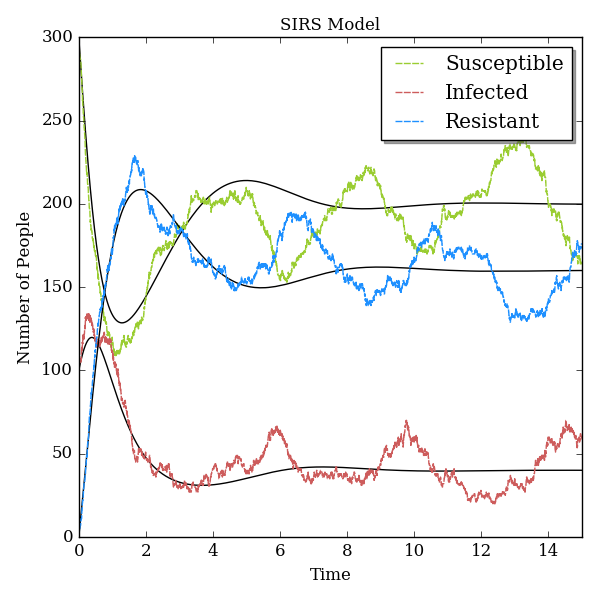 SIRS Model
300
250
200
150
100
50
0
Number of People
Susceptible
Infected
Resistant
0 2 4 6 8 10 12 14
Time